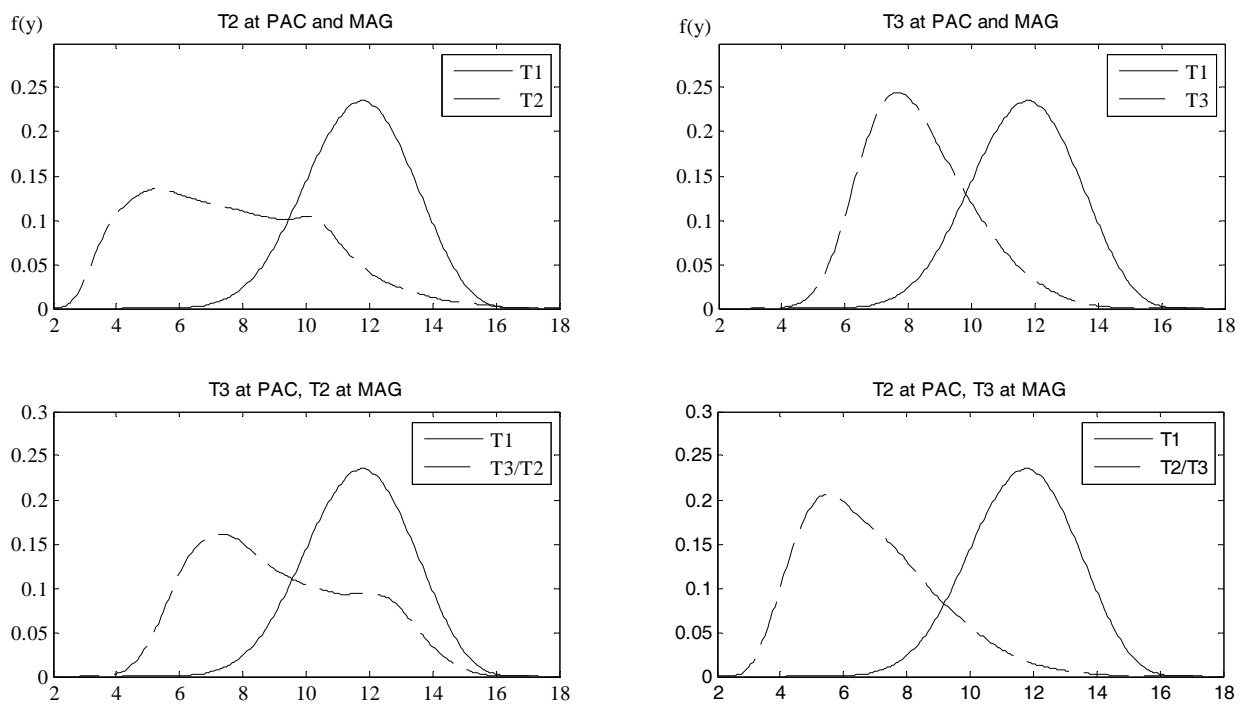 f(y) T2 at PAC and MAG
0.25
0.2
0.15
0.1
0.05
0
T1
T2
2 4 6 8 10 12 14 16 18
f(y) T3 at PAC and MAG
0.25
0.2
0.15
0.1
0.05
0
T1
T3
2 4 6 8 10 12 14 16 18
T3 at PAC, T2 at MAG
0.3
0.25
0.2
0.15
0.1
0.05
0
T1
T3/T2
2 4 6 8 10 12 14 16 18
T2 at PAC, T3 at MAG
0.3
0.25
0.2
0.15
0.1
0.05
0
T1
T2/T3
2 4 6 8 10 12 14 16 18